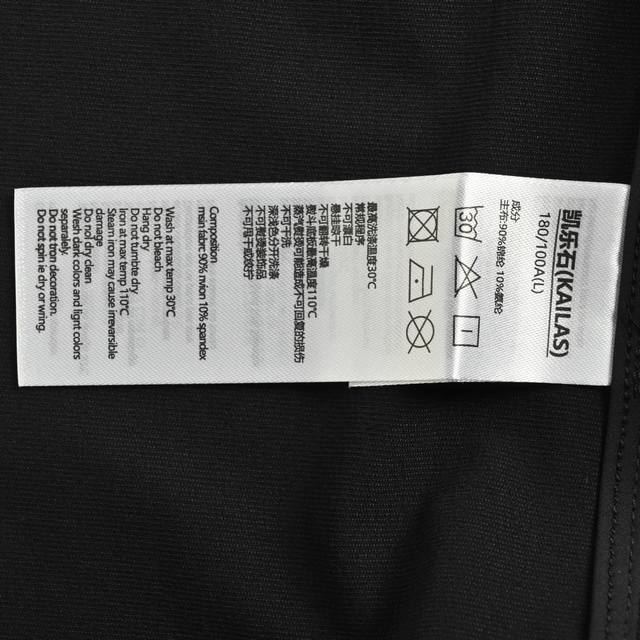 凯乐石(KAILAS)
180/100A(L)
成分
主布:90%锦纶 10%氨纶
30
最高洗涤温度30°C
常规程序
不可漂白
悬挂晾干
不可翻转干燥
熨斗底板最高温度110°C
蒸汽熨烫可能造成不可回复的损伤
不可干洗
深浅色分开洗涤
不可熨烫装饰品
不可甩干或拧干
Composition
main fabric:90% nylon 10% spandex
Wash at max temp 30°C
Do not bleach
Hang dry
Do not tumble dry
Iron at max temp 110°C
Steam iron may cause irreversible
damage
Do not dry clean
Wash dark colors and light colors
separately.
Do not iron decoration.
Do not spin dry or wring.